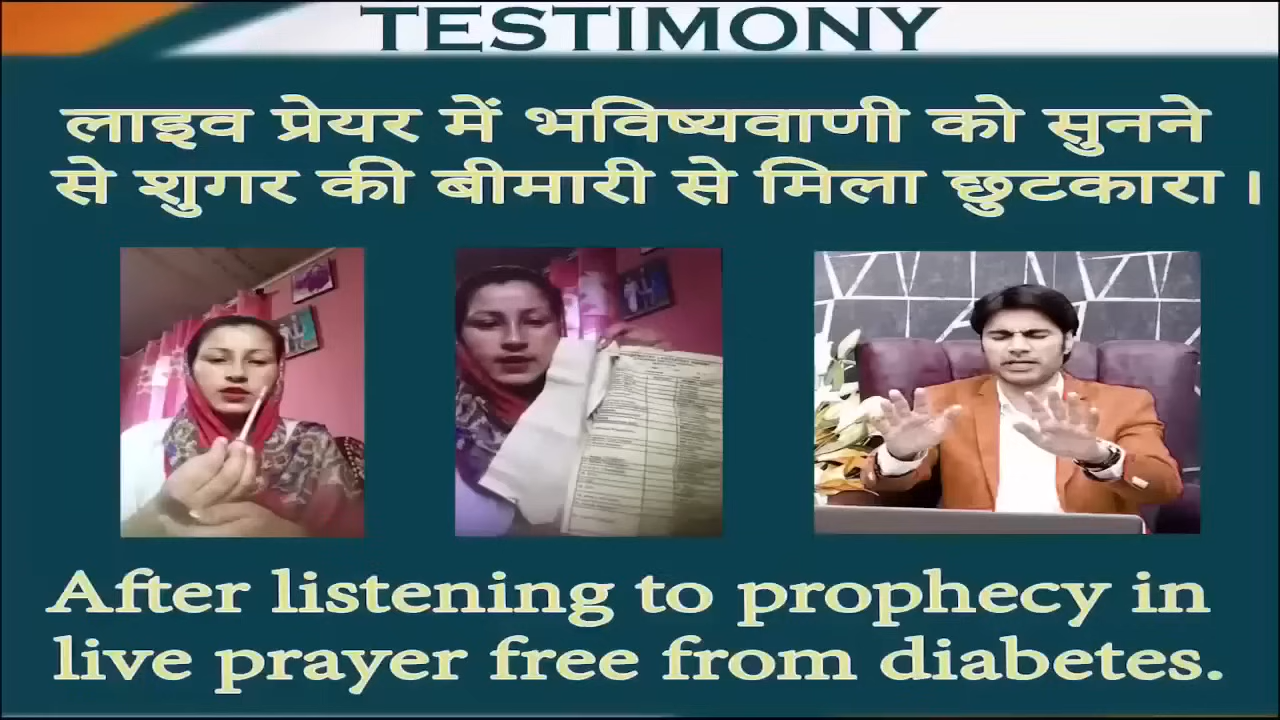 TESTIMONY
लाइव प्रेयर में भविष्यवाणी को सुनने
से शुगर की बीमारी से मिला छुटकारा ।
After listening to prophecy in
live prayer free from diabetes.